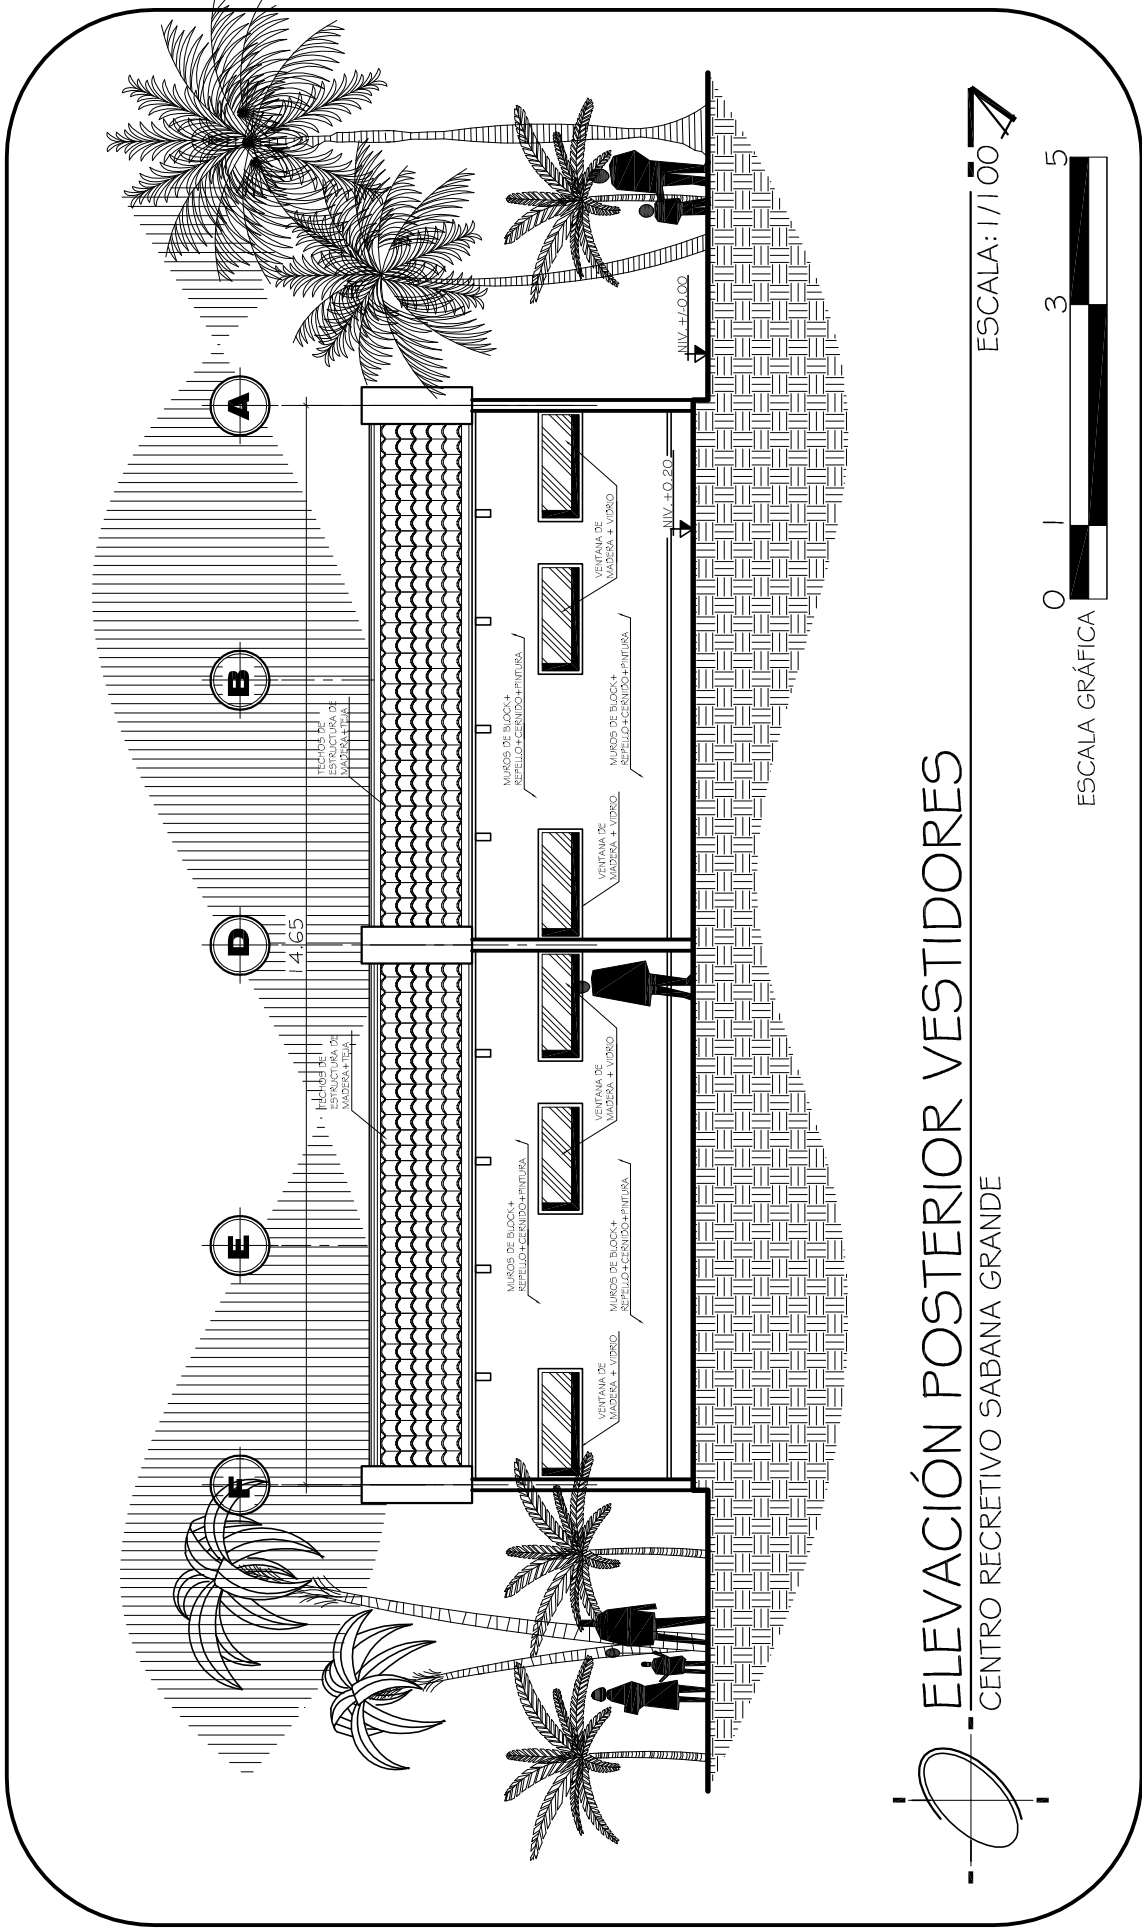 F
E
D
B
A
14.65
TECHOS DE
ESTRUCTURA DE
MADERA+TEJA
TECHOS DE
ESTRUCTURA DE
MADERA+TEJA
MUROS DE BLOCK+
REPELLO+CERNIDO+PINTURA
MUROS DE BLOCK+
REPELLO+CERNIDO+PINTURA
VENTANA DE
MADERA + VIDRIO
VENTANA DE
MADERA + VIDRIO
VENTANA DE
MADERA + VIDRIO
VENTANA DE
MADERA + VIDRIO
MUROS DE BLOCK+
REPELLO+CERNIDO+PINTURA
MUROS DE BLOCK+
REPELLO+CERNIDO+PINTURA
NIV. +0.20
NIV. +/-0.00
ELEVACIÓN POSTERIOR VESTIDORES
CENTRO RECRETIVO SABANA GRANDE
ESCALA: 1/100
0 1 3 5
ESCALA GRÁFICA